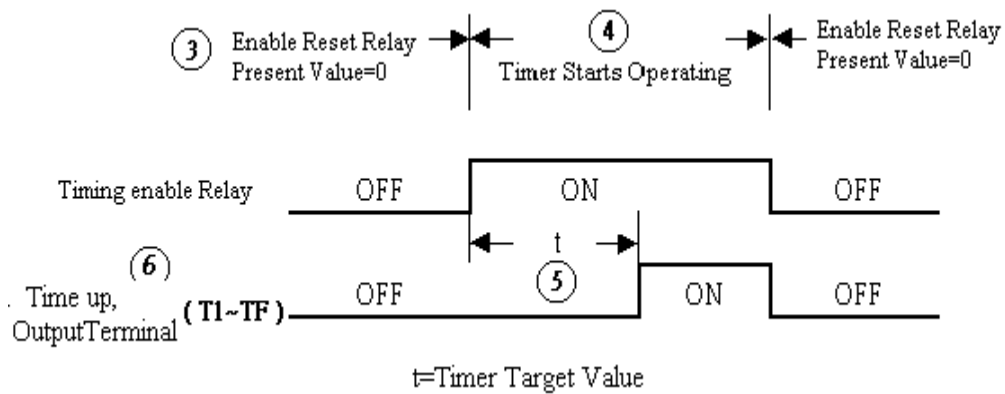 ③ Enable Reset Relay
Present Value=0
④
Timer Starts Operating
Enable Reset Relay
Present Value=0
Timing enable Relay OFF ON OFF
t
⑤
⑥
. Time up,
OutputTerminal ( T1~TF ) OFF ON OFF
t=Timer Target Value